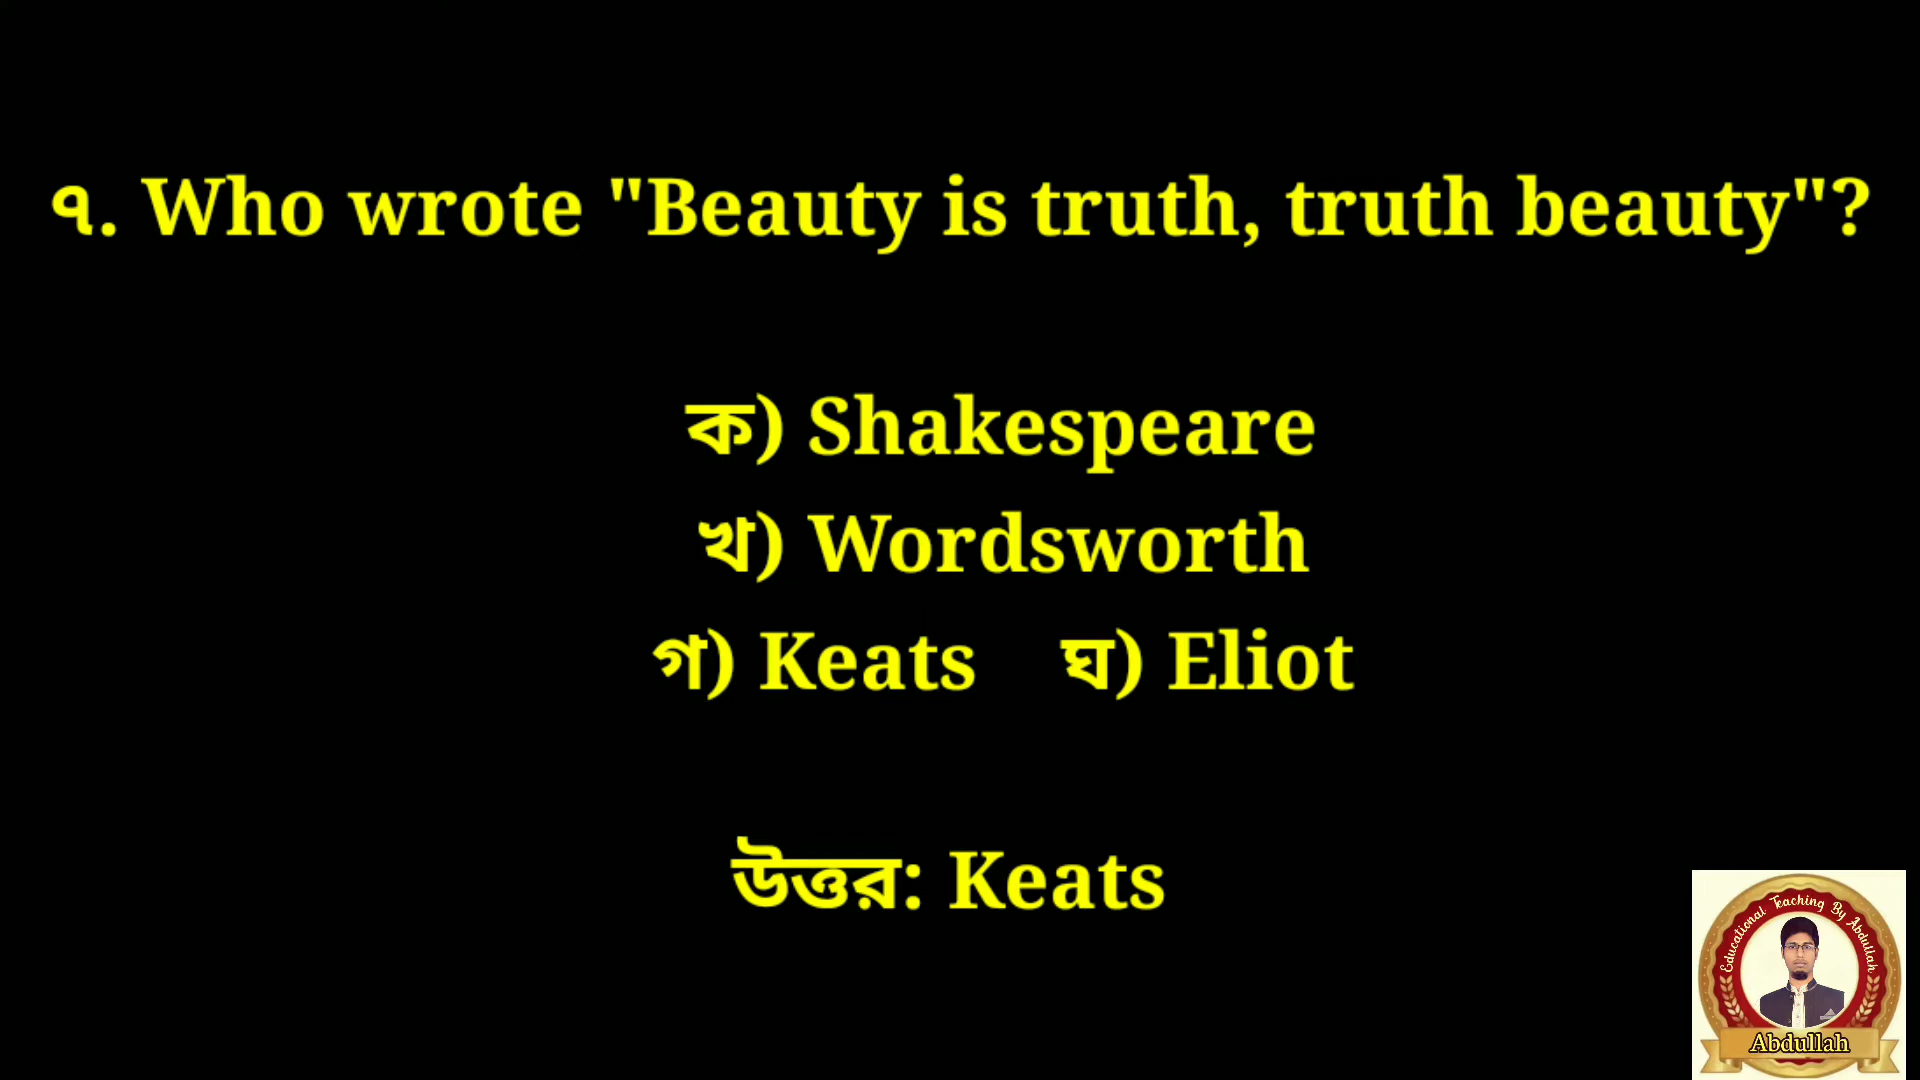 ৭. Who wrote "Beauty is truth, truth beauty"?
ক) Shakespeare
খ) Wordsworth
গ) Keats ঘ) Eliot
উত্তর: Keats
Educational Teaching By Abdullah
Abdullah